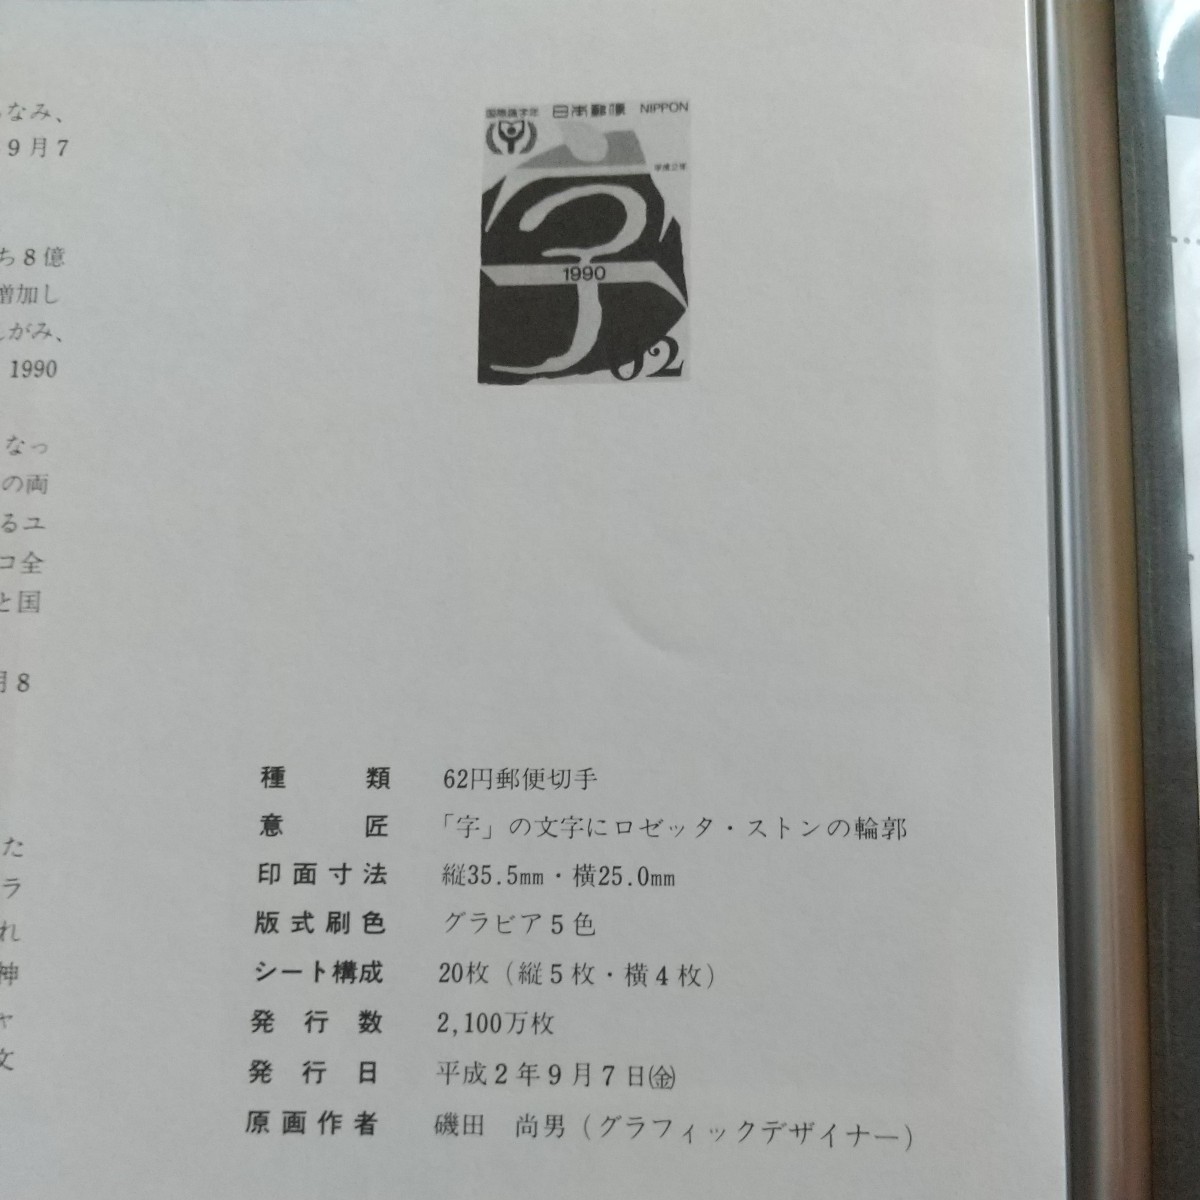 なみ、
9月7
ち8億
増加し
がみ、
1990
なっ
の両
るユ
コ全
と国
月8
た
ラ
れ
神
ャ
文
国際識字年 日本郵便 NIPPON
1990
62
種類 62円郵便切手
意匠 「字」の文字にロゼッタ・ストンの輪郭
印面寸法 縦35.5mm・横25.0mm
版式刷色 グラビア5色
シート構成 20枚(縦5枚・横4枚)
発行数 2,100万枚
発行日 平成2年9月7日㈮
原画作者 磯田 尚男(グラフィックデザイナー)